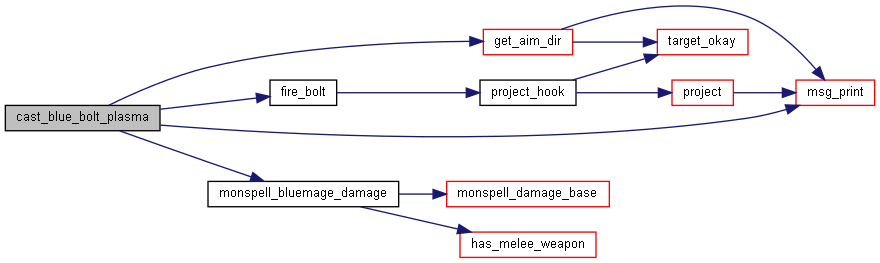 get_aim_dir
target_okay
fire_bolt
project_hook
project
msg_print
cast_blue_bolt_plasma
monspell_bluemage_damage
monspell_damage_base
has_melee_weapon